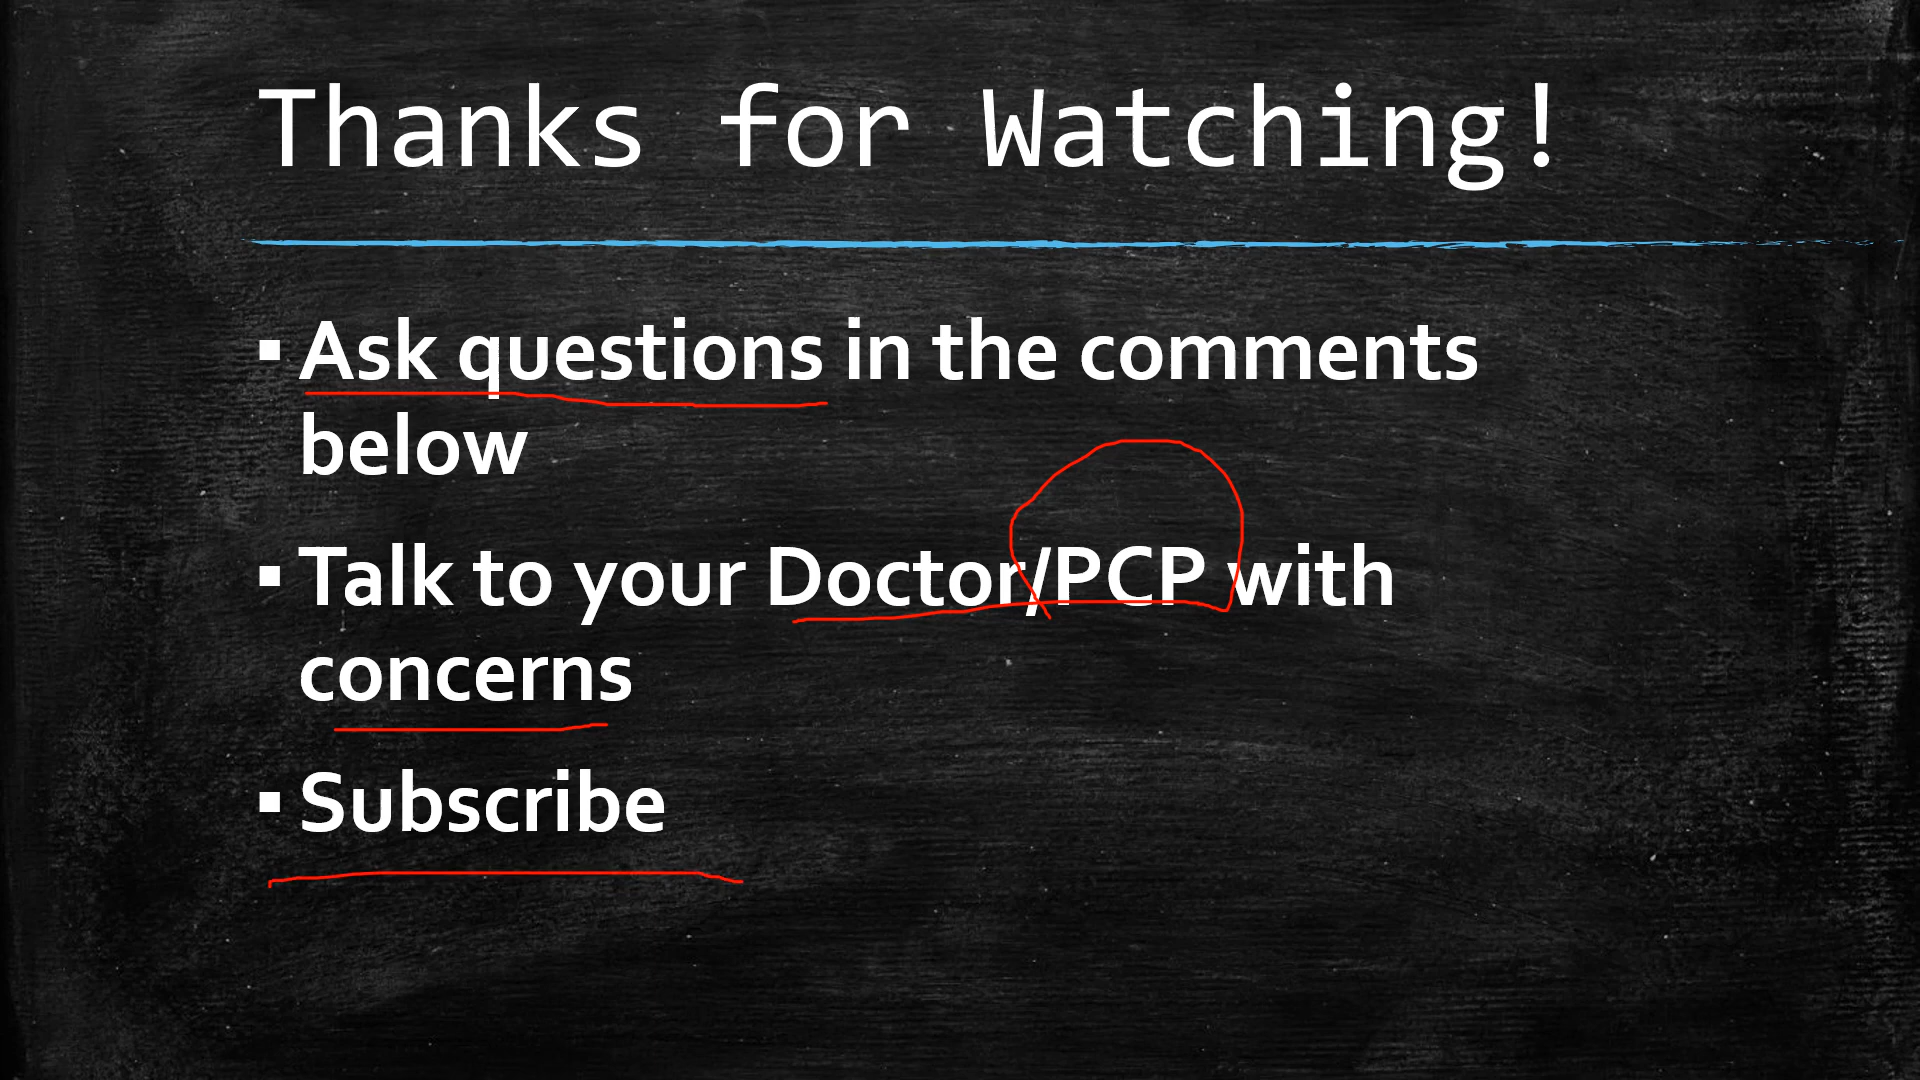 Thanks for Watching!
▪ Ask questions in the comments
below
▪ Talk to your Doctor/PCP with
concerns
▪ Subscribe